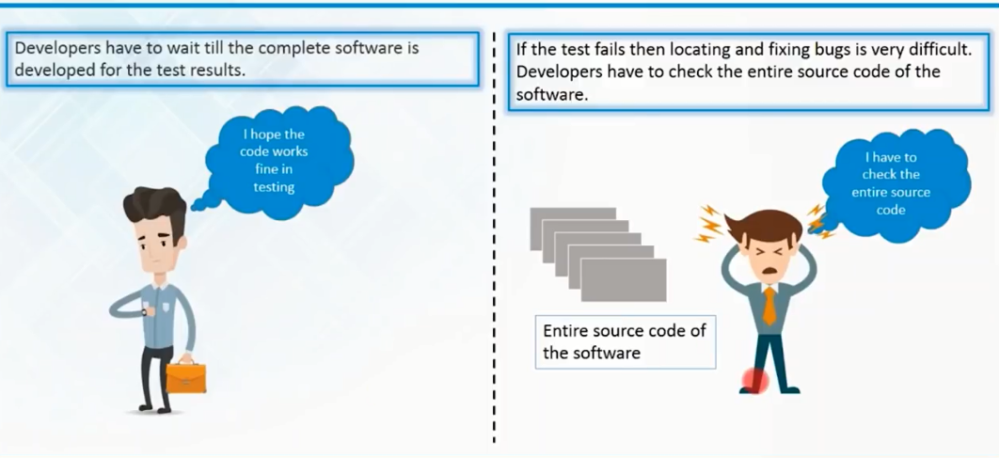 Developers have to wait till the complete software is
developed for the test results.
I hope the
code works
fine in
testing
If the test fails then locating and fixing bugs is very difficult.
Developers have to check the entire source code of the
software.
I have to
check the
entire source
code
Entire source code of
the software